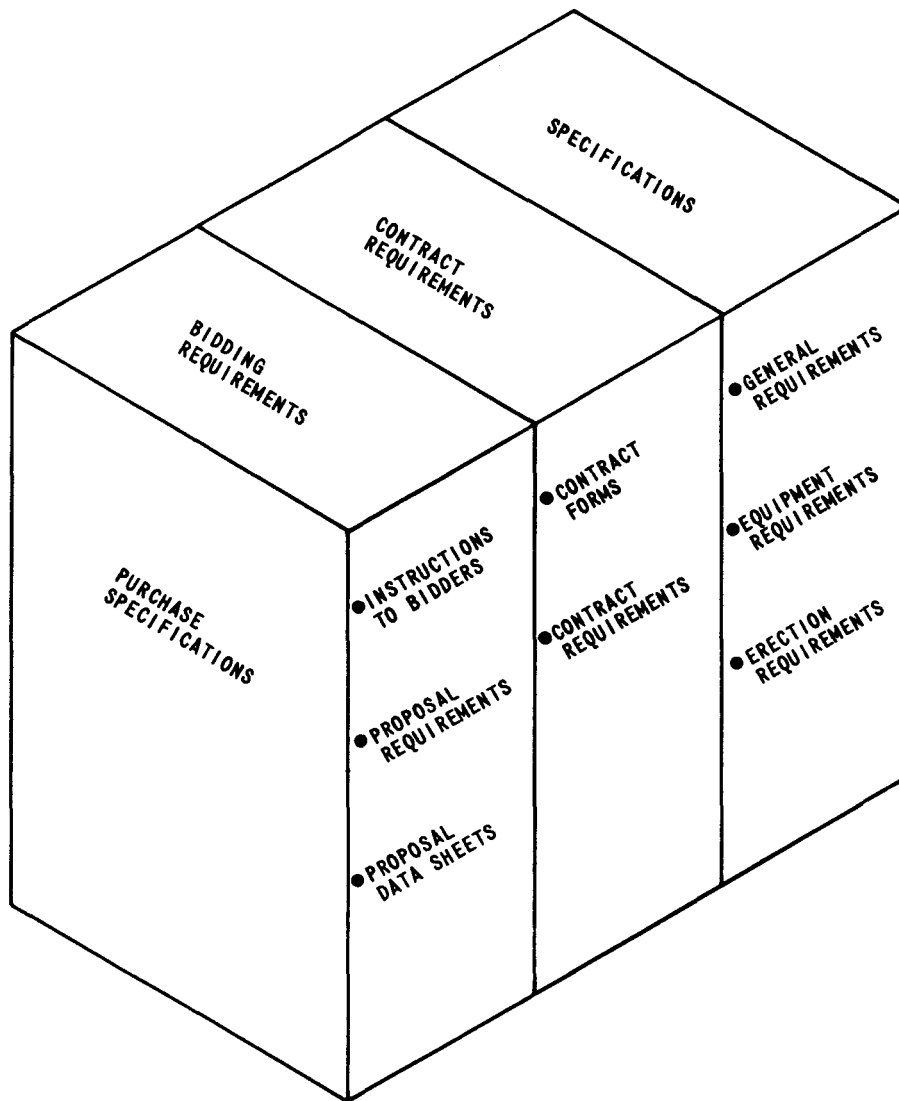 SPECIFICATIONS
CONTRACT
REQUIREMENTS
BIDDING
REQUIREMENTS
PURCHASE
SPECIFICATIONS
INSTRUCTIONS
TO BIDDERS
PROPOSAL
REQUIREMENTS
PROPOSAL
DATA SHEETS
CONTRACT
FORMS
CONTRACT
REQUIREMENTS
GENERAL
REQUIREMENTS
EQUIPMENT
REQUIREMENTS
ERECTION
REQUIREMENTS